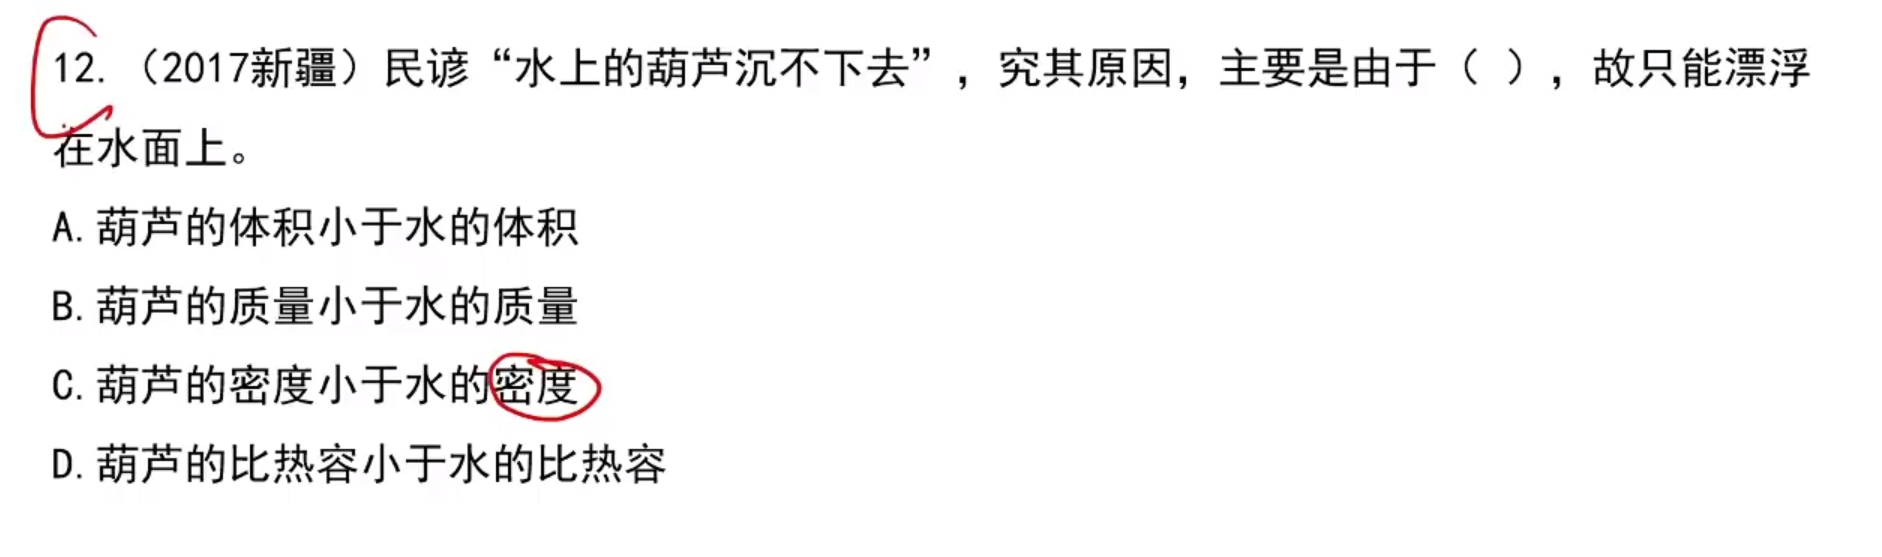 12.（2017新疆）民谚“水上的葫芦沉不下去”，究其原因，主要是由于（ ），故只能漂浮
在水面上。
A.葫芦的体积小于水的体积
B.葫芦的质量小于水的质量
C.葫芦的密度小于水的密度
D.葫芦的比热容小于水的比热容